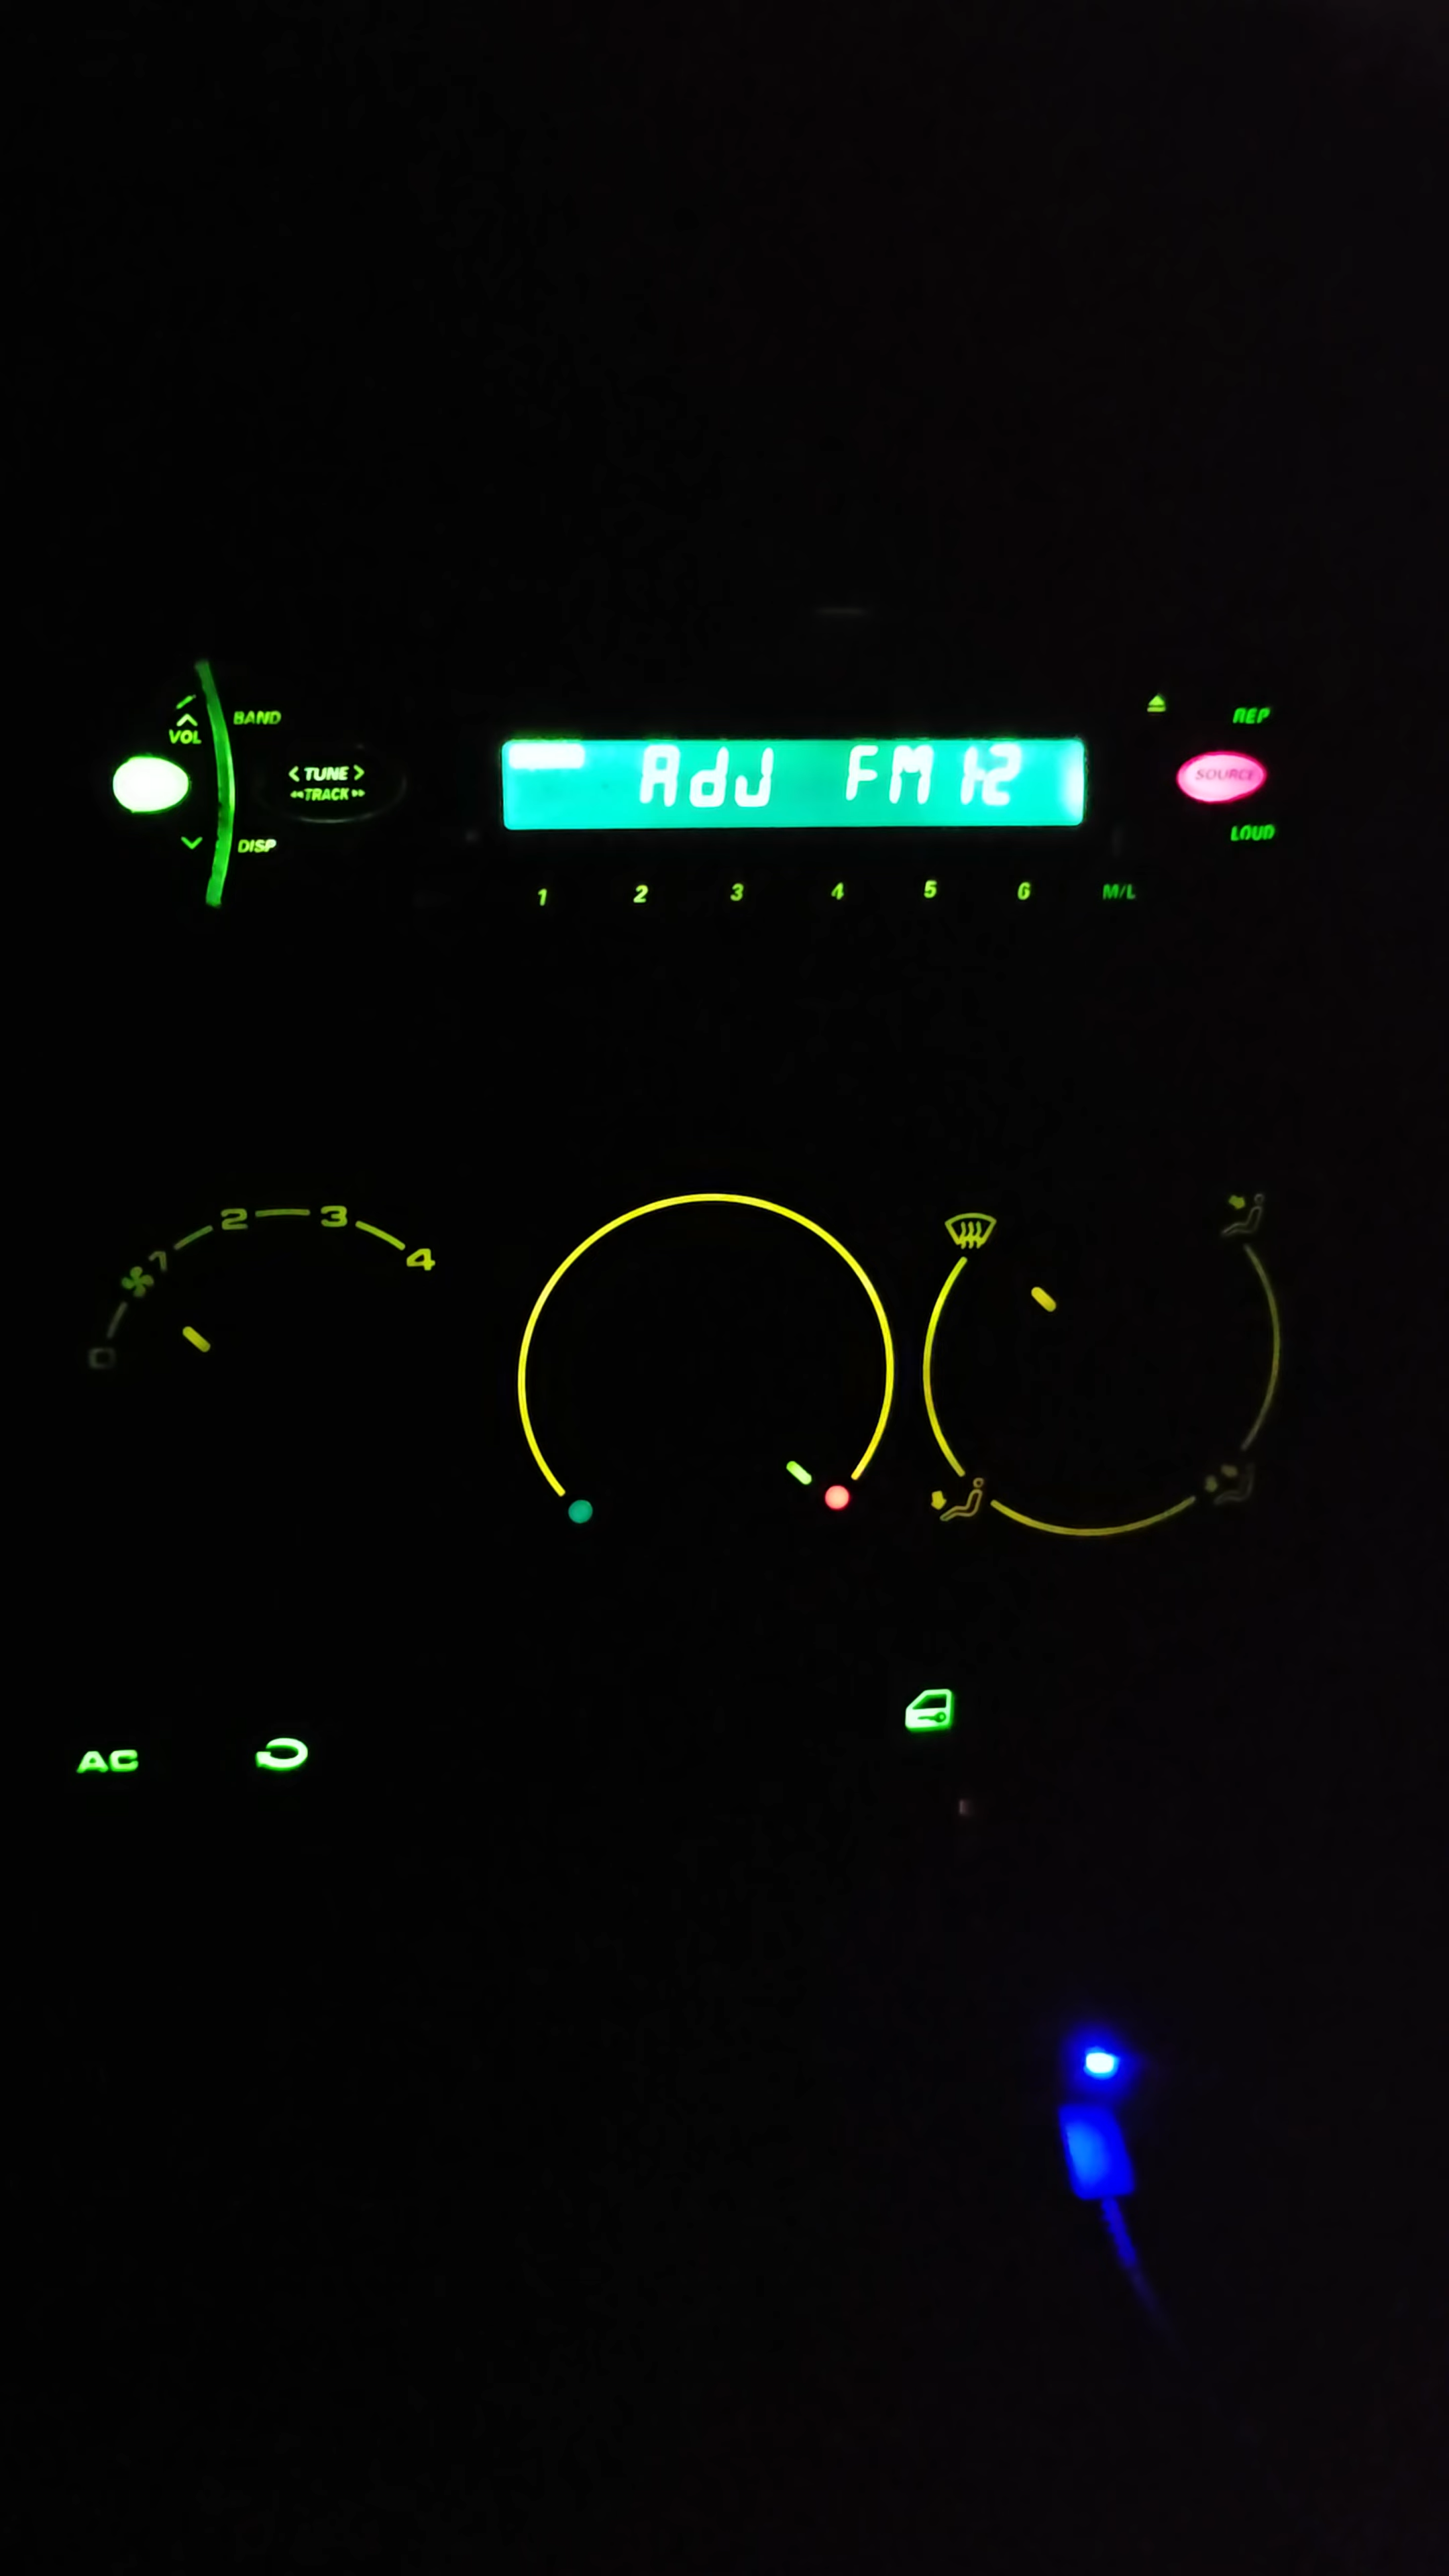 VOL
BAND
< TUNE >
TRACK
DISP
AdJ FM 12
REP
SOURCE
LOUD
1 2 3 4 5 6 M/L
1 2 3 4
AC